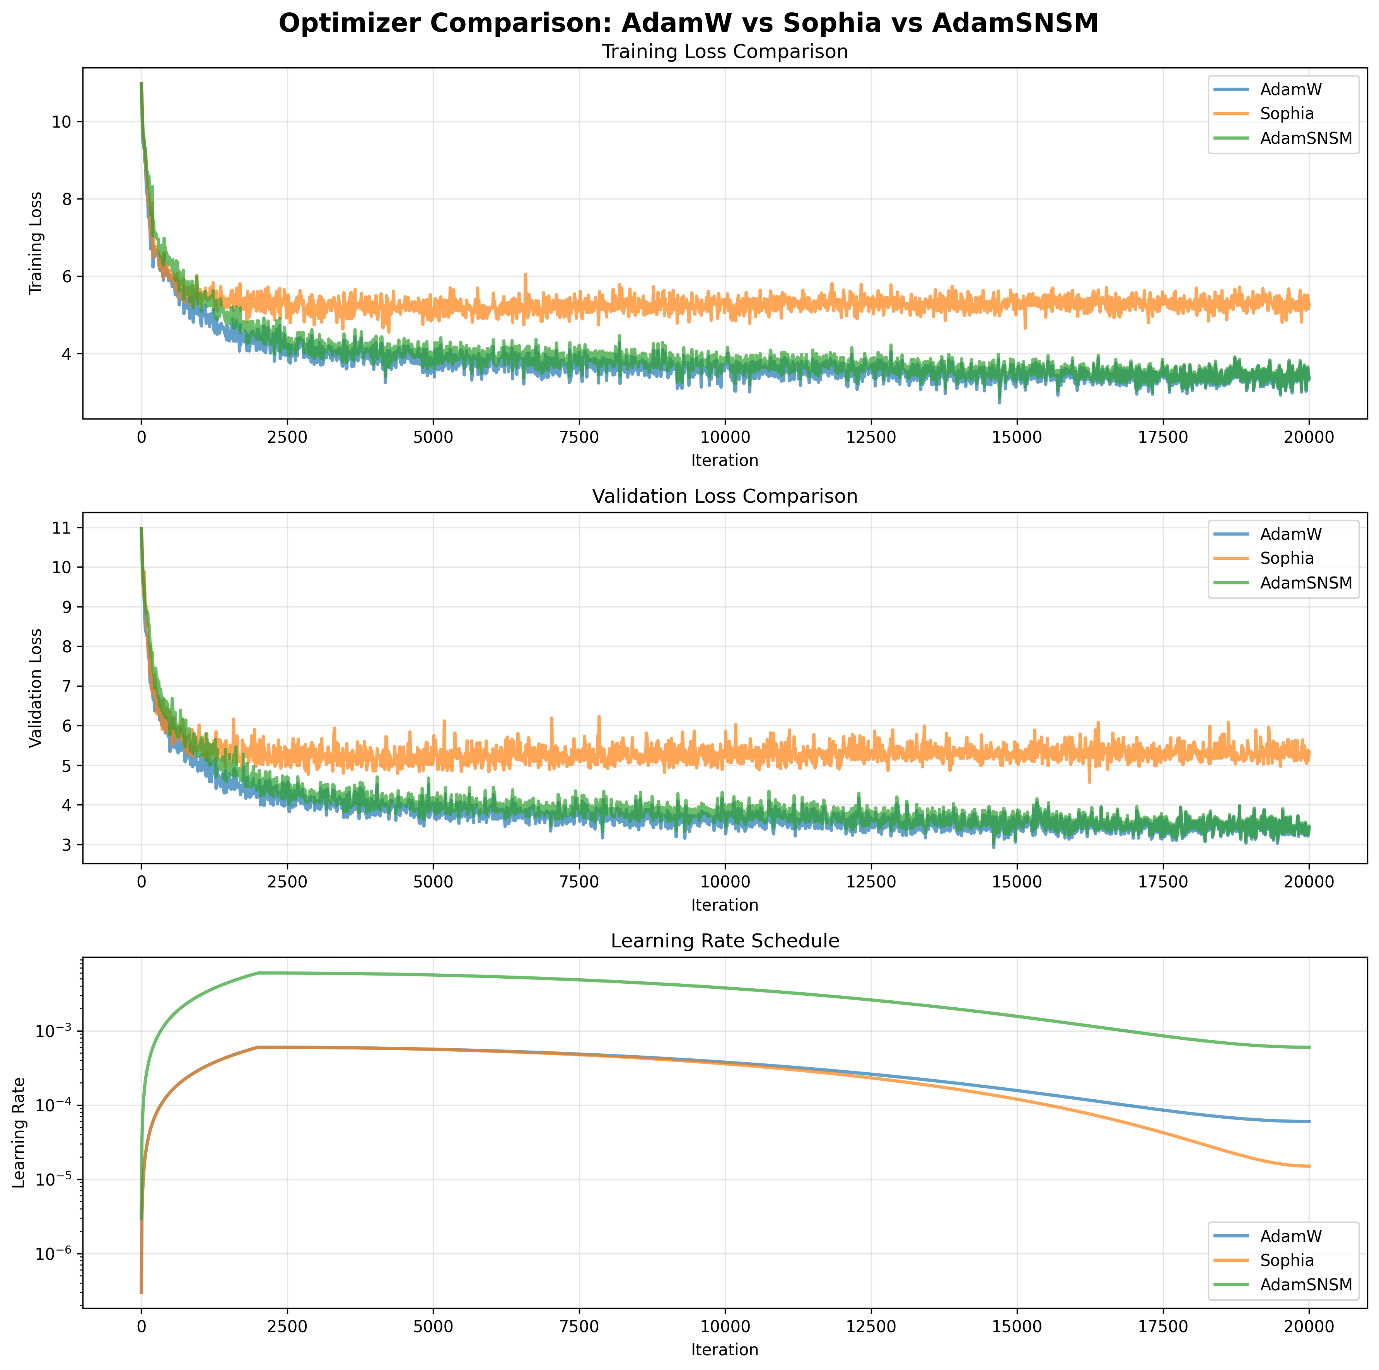 Optimizer Comparison: AdamW vs Sophia vs AdamSNSM
Training Loss Comparison
Training Loss
10
8
6
4
AdamW
Sophia
AdamSNSM
0 2500 5000 7500 10000 12500 15000 17500 20000
Iteration
Validation Loss Comparison
Validation Loss
11
10
9
8
7
6
5
4
3
AdamW
Sophia
AdamSNSM
0 2500 5000 7500 10000 12500 15000 17500 20000
Iteration
Learning Rate Schedule
Learning Rate
10⁻³
10⁻⁴
10⁻⁵
10⁻⁶
AdamW
Sophia
AdamSNSM
0 2500 5000 7500 10000 12500 15000 17500 20000
Iteration